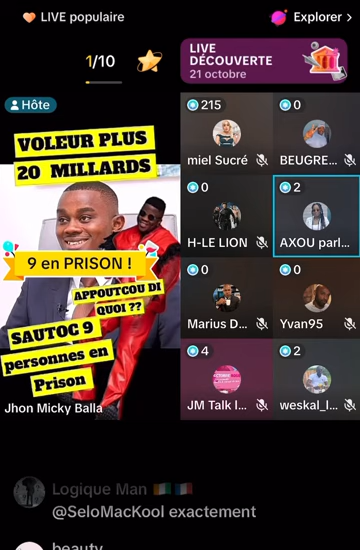 LIVE populaire
Explorer >
1/10
LIVE
DÉCOUVERTE
21 octobre
Hôte
VOLEUR PLUS
20 MILLARDS
9 en PRISON !
APPOUTCOU DI
QUOI ??
SAUTOC 9
personnes en
Prison
Jhon Micky Balla
215
miel Sucré
0
BEUGRE...
0
H-LE LION
2
AXOU parl...
0
Marius D...
0
Yvan95
4
JM Talk l...
2
weskal_l...
Logique Man
@SeloMacKool exactement
beauty